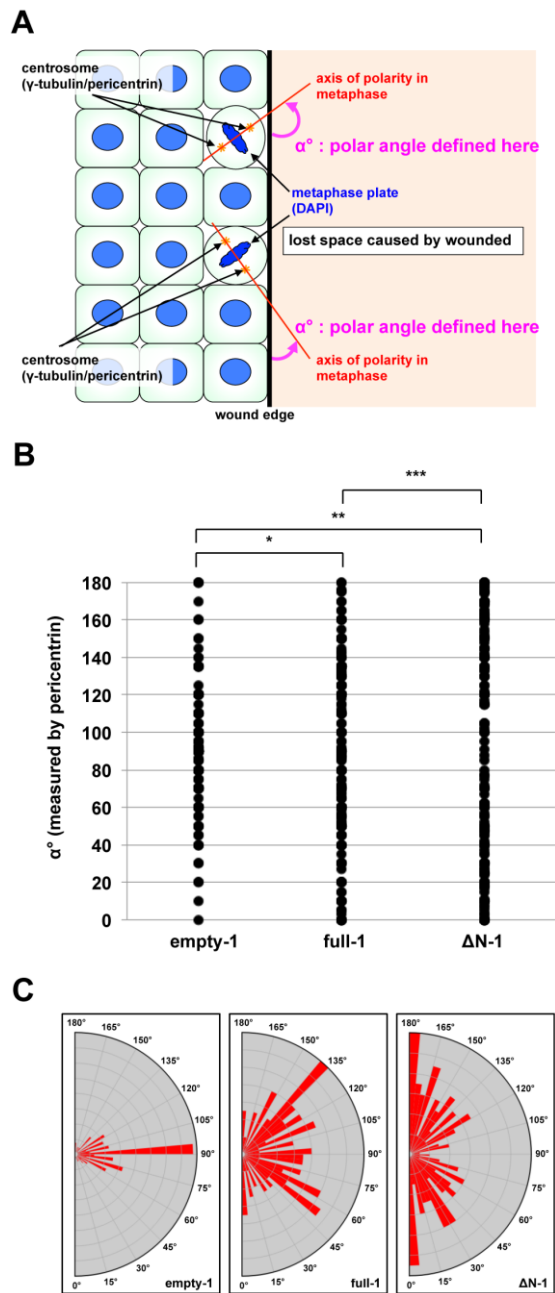 A
centrosome
(γ-tubulin/pericentrin)
axis of polarity in
metaphase
α° : polar angle defined here
metaphase plate
(DAPI)
lost space caused by wounded
α° : polar angle defined here
centrosome
(γ-tubulin/pericentrin)
axis of polarity in
metaphase
wound edge
B
***
**
*
α° (measured by pericentrin)
180
160
140
120
100
80
60
40
20
0
empty-1 full-1 ΔN-1
C
180°
165°
150°
135°
120°
105°
90°
75°
60°
45°
30°
15°
0°
empty-1
180°
165°
150°
135°
120°
105°
90°
75°
60°
45°
30°
15°
0°
full-1
180°
165°
150°
135°
120°
105°
90°
75°
60°
45°
30°
15°
0°
ΔN-1